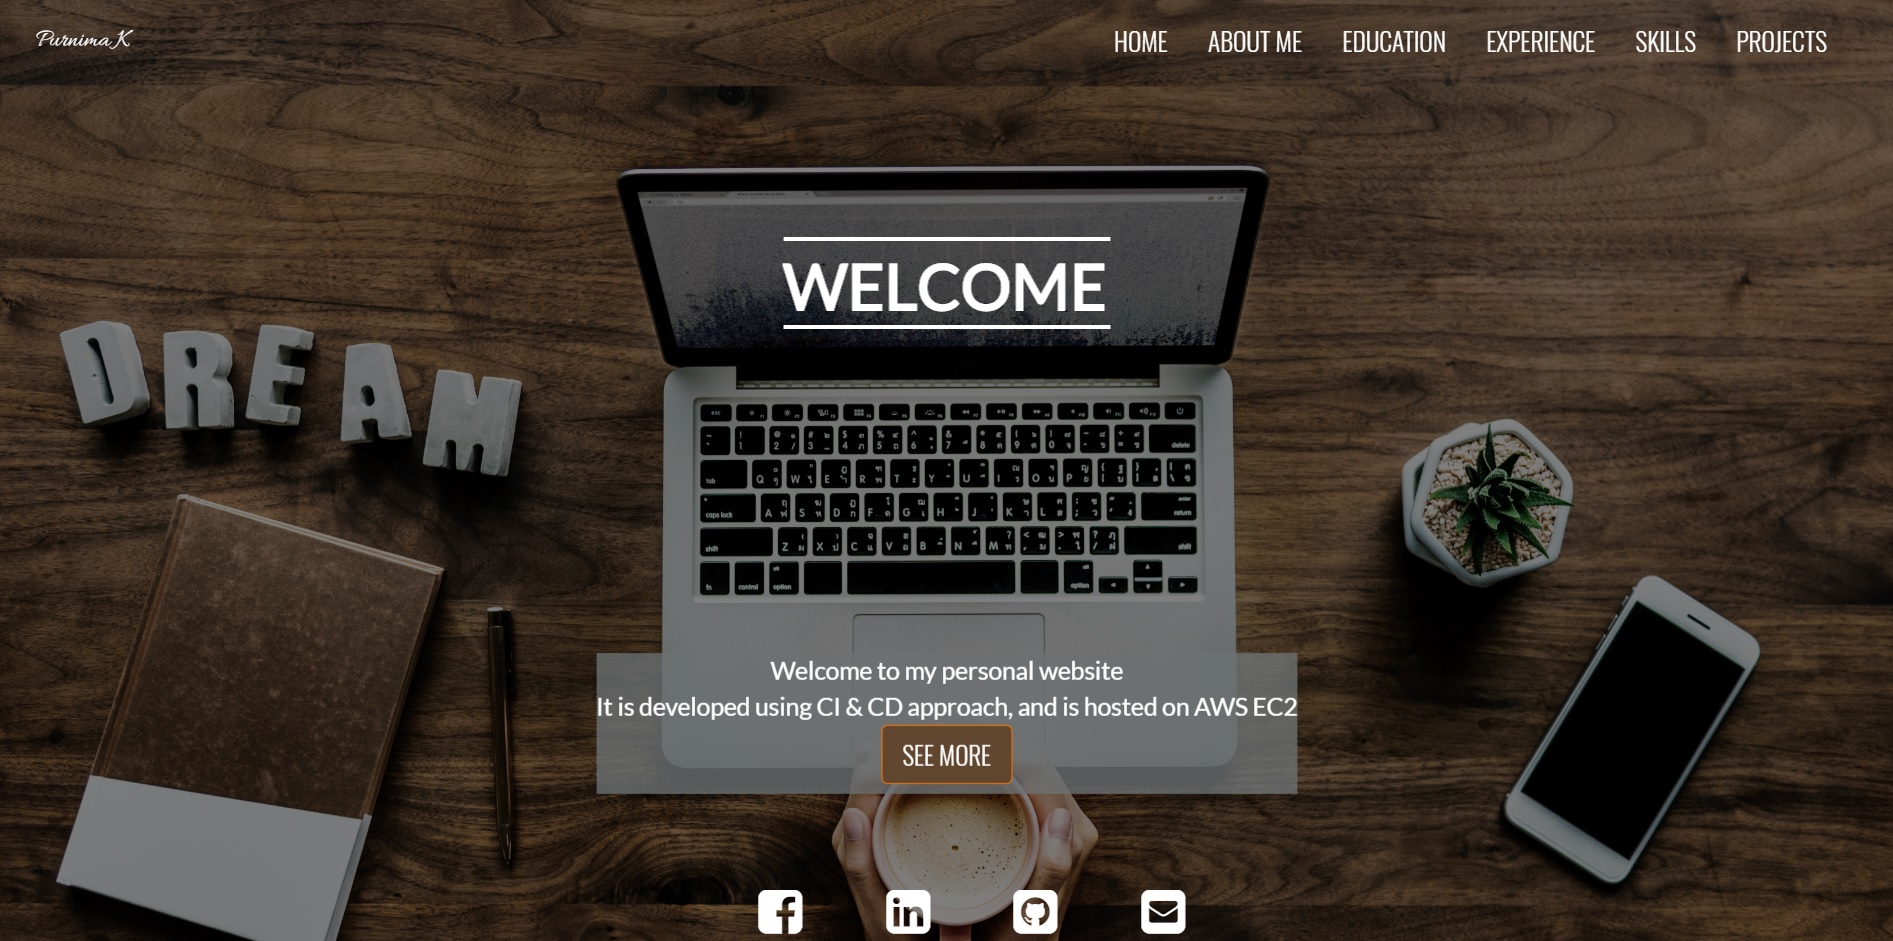 Purnima K
HOME ABOUT ME EDUCATION EXPERIENCE SKILLS PROJECTS
WELCOME
DREAM
Welcome to my personal website
It is developed using CI & CD approach, and is hosted on AWS EC2
SEE MORE